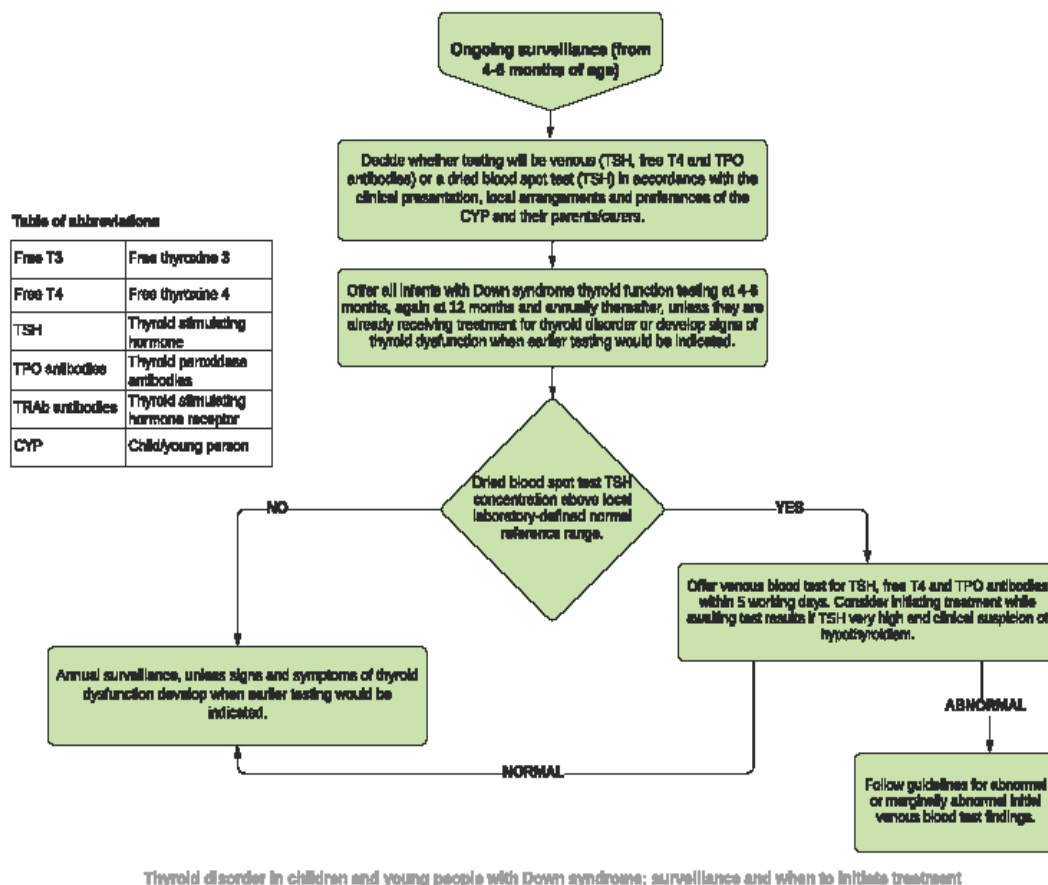 Ongoing surveillance (from
4-6 months of age)
Decide whether testing will be venous (TSH, free T4 and TPO
antibodies) or a dried blood spot test (TSH) in accordance with the
clinical presentation, local arrangements and preferences of the
CYP and their parents/carers.
Table of abbreviations
Free T3 Free thyroxine 3
Free T4 Free thyroxine 4
TSH Thyroid stimulating
hormone
TPO antibodies Thyroid peroxidase
antibodies
TRAb antibodies Thyroid stimulating
hormone receptor
CYP Child/young person
Offer all infants with Down syndrome thyroid function testing at 4-6
months, again at 12 months and annually thereafter, unless they are
already receiving treatment for thyroid disorder or develop signs of
thyroid dysfunction when earlier testing would be indicated.
Dried blood spot test TSH
concentration above local
laboratory-defined normal
reference range.
NO
YES
Offer venous blood test for TSH, free T4 and TPO antibodies
within 5 working days. Consider initiating treatment while
awaiting test results if TSH very high and clinical suspicion of
hypothyroidism.
Annual surveillance, unless signs and symptoms of thyroid
dysfunction develop when earlier testing would be
indicated.
ABNORMAL
NORMAL
Follow guidelines for abnormal
or marginally abnormal initial
venous blood test findings.
Thyroid disorder in children and young people with Down syndrome: surveillance and when to initiate treatment